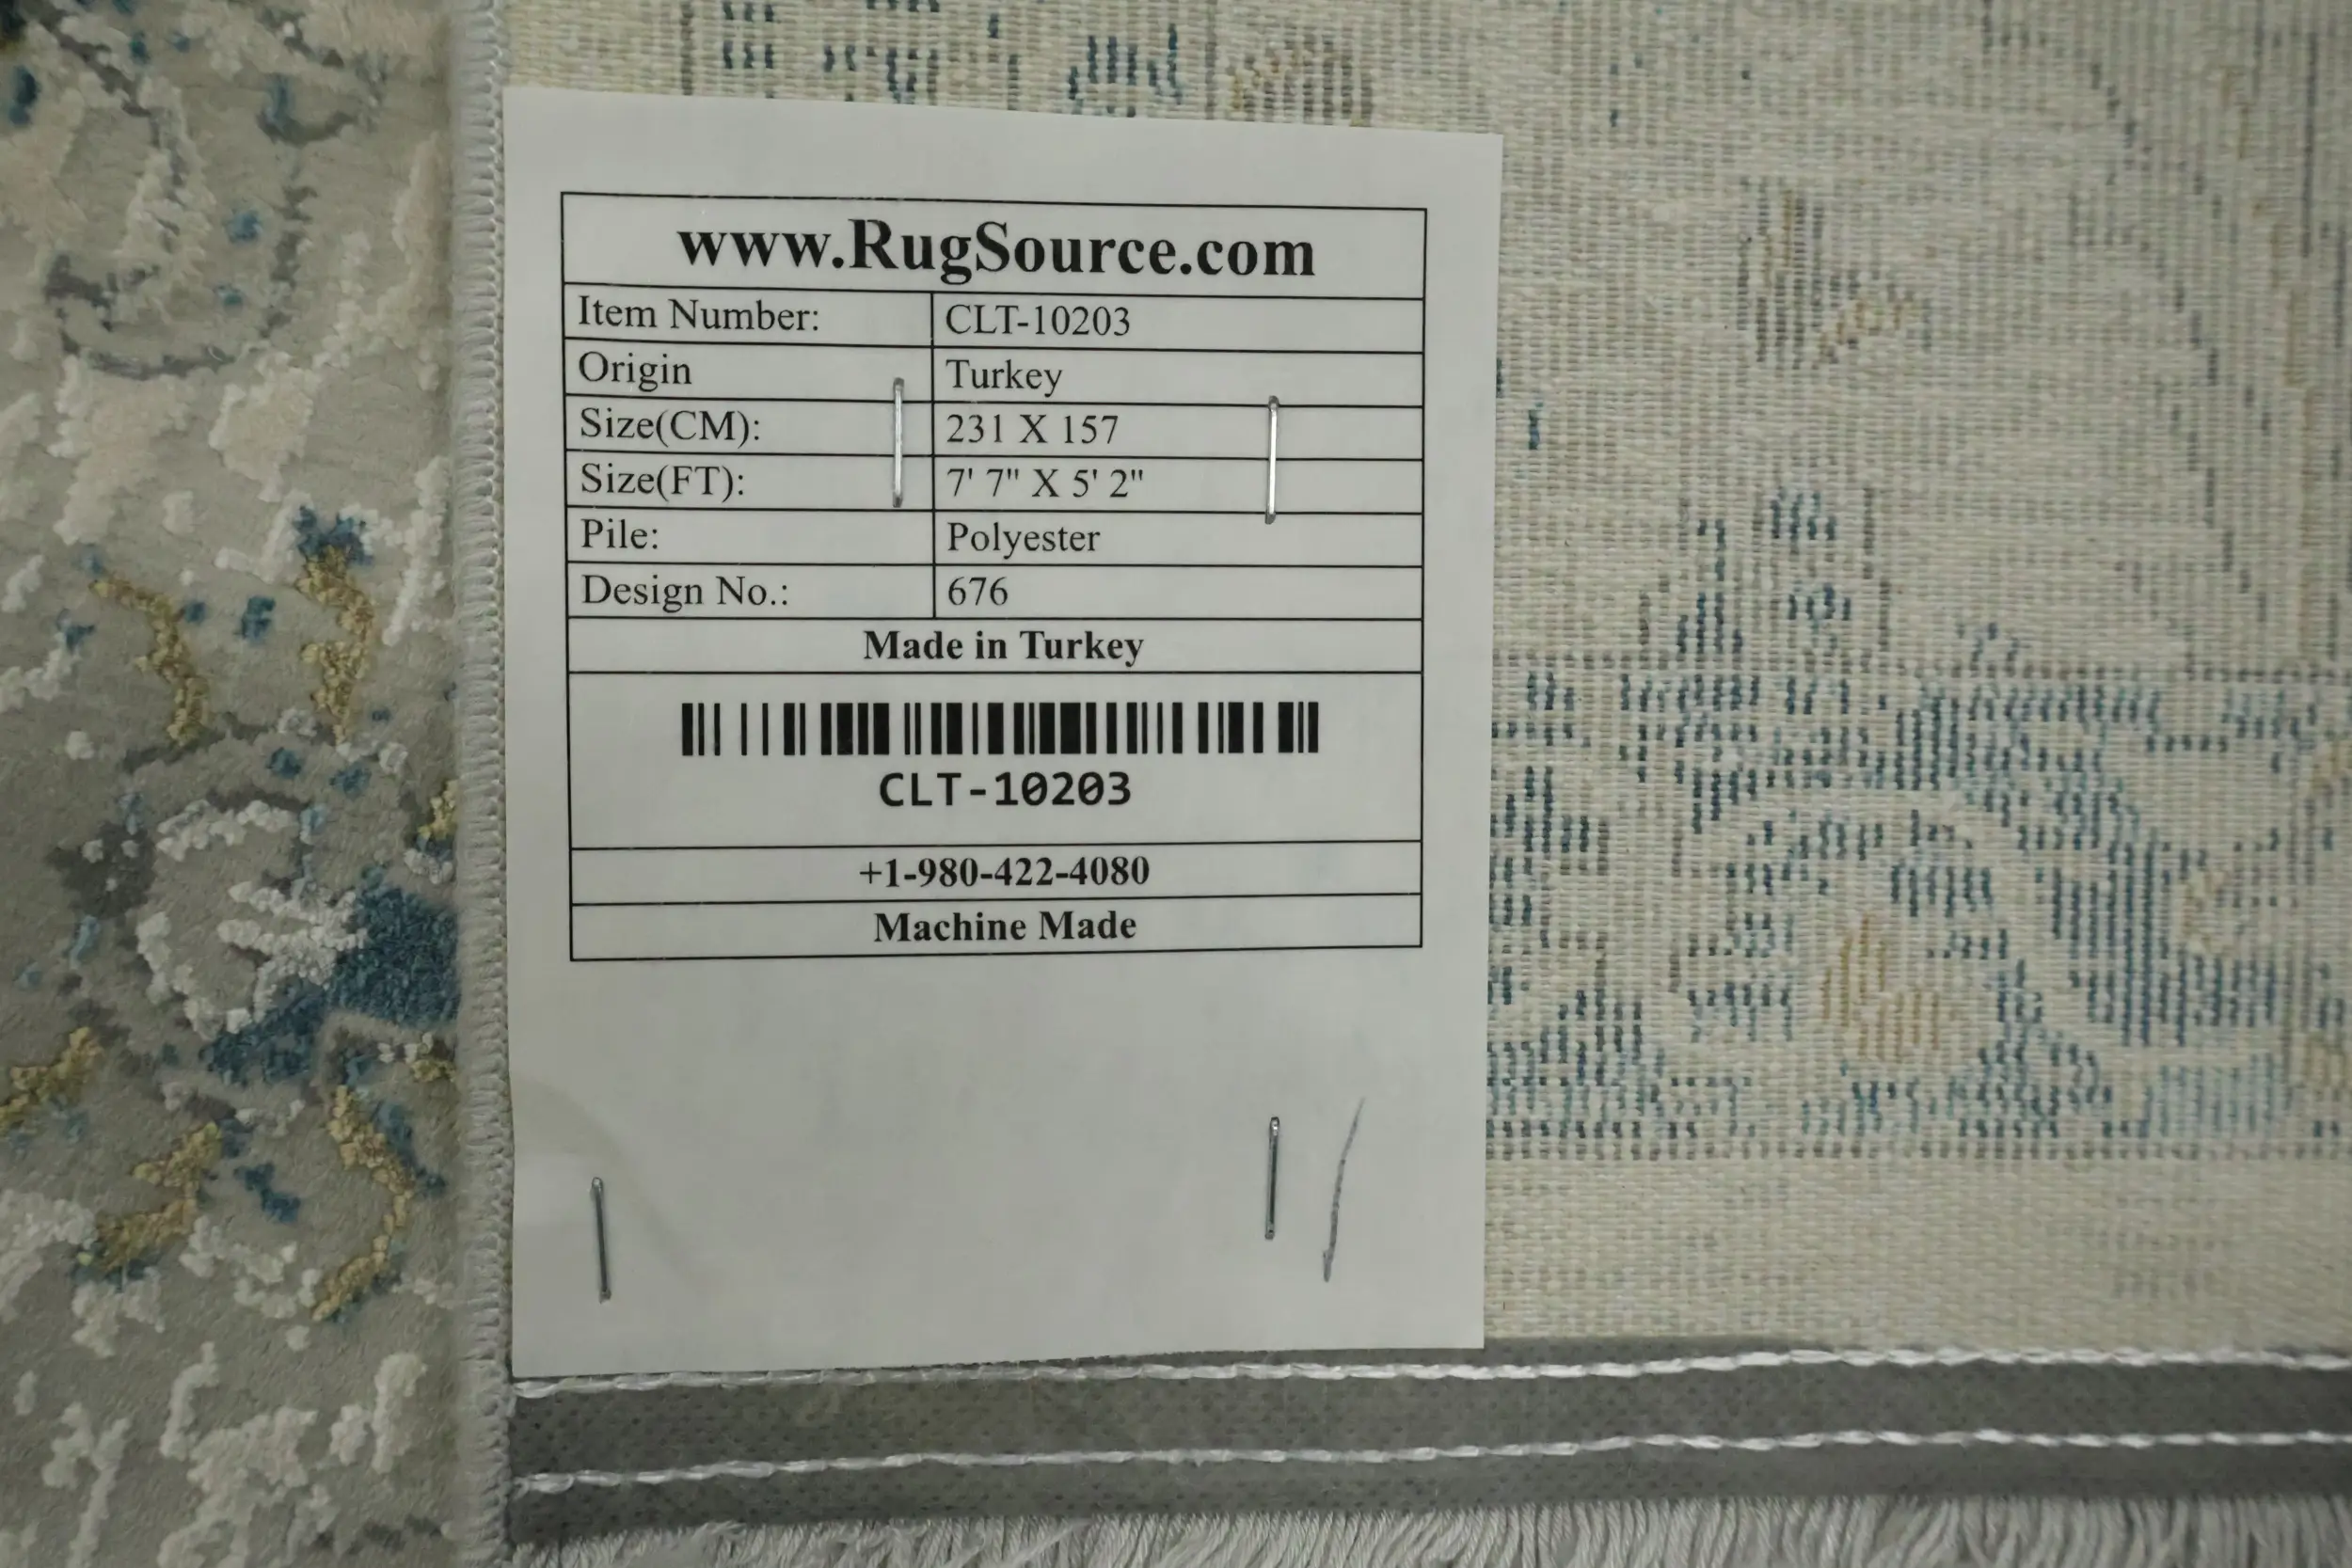 www.RugSource.com
Item Number: CLT-10203
Origin Turkey
Size(CM): 231 X 157
Size(FT): 7' 7" X 5' 2"
Pile: Polyester
Design No.: 676
Made in Turkey
CLT-10203
+1-980-422-4080
Machine Made